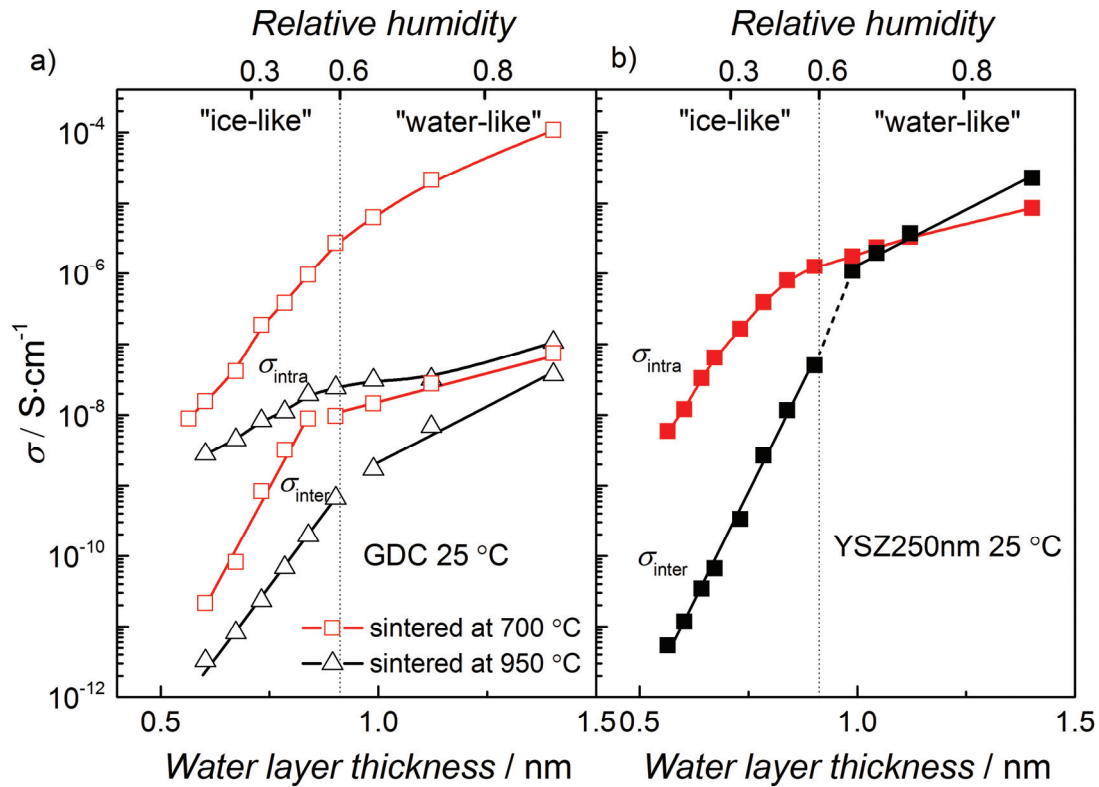 Relative humidity
Relative humidity
a)
0.3
0.6
0.8
b)
0.3
0.6
0.8
"ice-like"
"water-like"
"ice-like"
"water-like"
10⁻⁴
10⁻⁶
10⁻⁸
10⁻¹⁰
10⁻¹²
σ / S·cm⁻¹
σintra
σinter
GDC 25 °C
sintered at 700 °C
sintered at 950 °C
σintra
σinter
YSZ250nm 25 °C
0.5
1.0
1.5
0.5
1.0
1.5
Water layer thickness / nm
Water layer thickness / nm